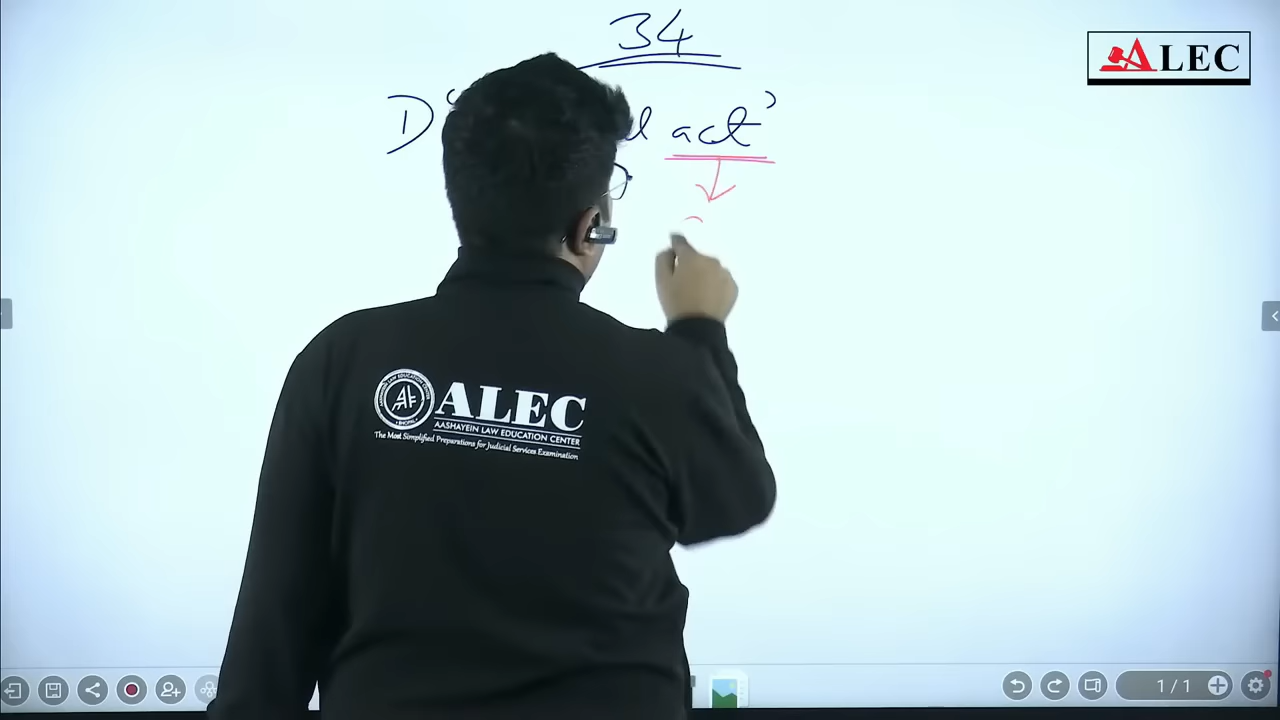 34
ALEC
act’
ALEC
AASHAYEIN LAW EDUCATION CENTER
The Most Simplified Preparations for Judicial Services Examination
1/1